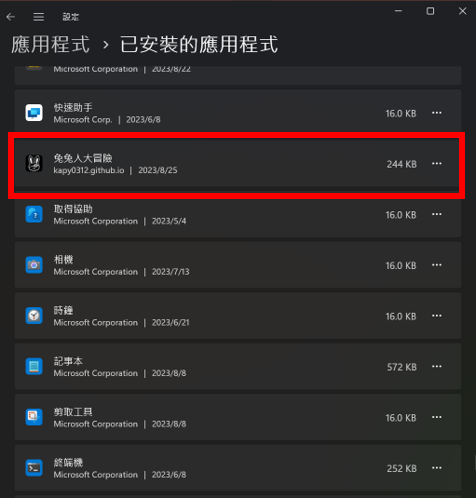 設定
應用程式 › 已安裝的應用程式
Microsoft Corporation | 2023/8/22
快速助手
Microsoft Corp. | 2023/6/8
16.0 KB
兔兔人大冒險
kapy0312.github.io | 2023/8/25
244 KB
取得協助
Microsoft Corporation | 2023/5/4
16.0 KB
相機
Microsoft Corporation | 2023/7/13
16.0 KB
時鐘
Microsoft Corporation | 2023/6/21
16.0 KB
記事本
Microsoft Corporation | 2023/8/8
572 KB
剪取工具
Microsoft Corporation | 2023/8/8
16.0 KB
終端機
Microsoft Corporation | 2023/6/8
252 KB